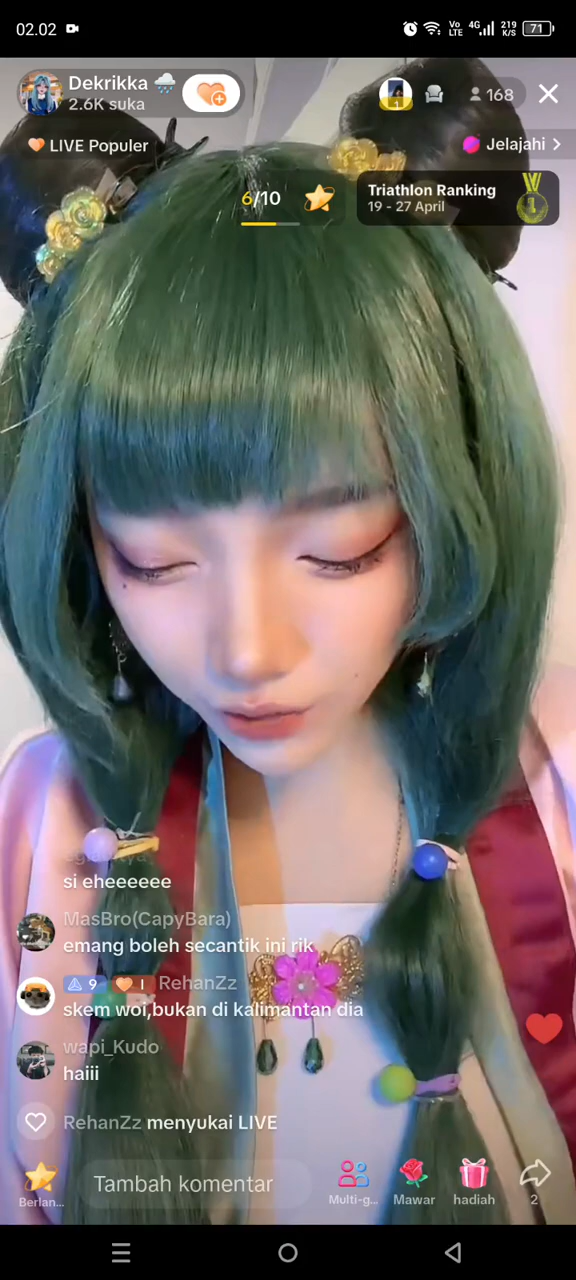 02.02
Vo
LTE
4G
219
K/S
71
Dekrikka 🌧️
2.6K suka
168
LIVE Populer
Jelajahi >
6/10
Triathlon Ranking
19 - 27 April
1
si eheeeeee
MasBro(CapyBara)
emang boleh secantik ini rik
9 1 RehanZz
skem woi,bukan di kalimantan dia
wapi_Kudo
haiii
RehanZz menyukai LIVE
Berlan...
Tambah komentar
Multi-g...
Mawar
hadiah
2